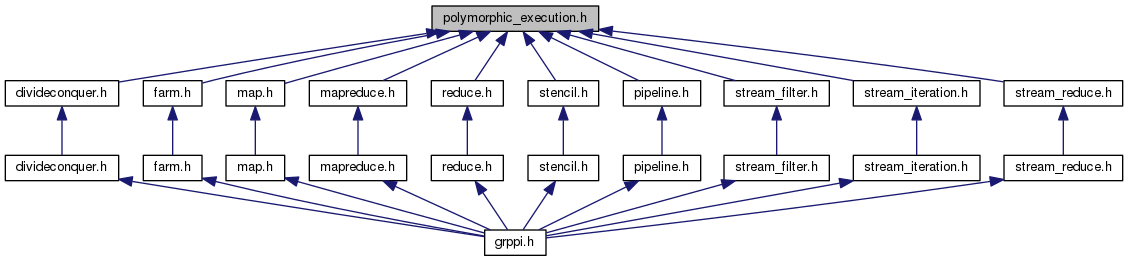 polymorphic_execution.h
divideconquer.h farm.h map.h mapreduce.h reduce.h stencil.h pipeline.h stream_filter.h stream_iteration.h stream_reduce.h
divideconquer.h farm.h map.h mapreduce.h reduce.h stencil.h pipeline.h stream_filter.h stream_iteration.h stream_reduce.h
grppi.h